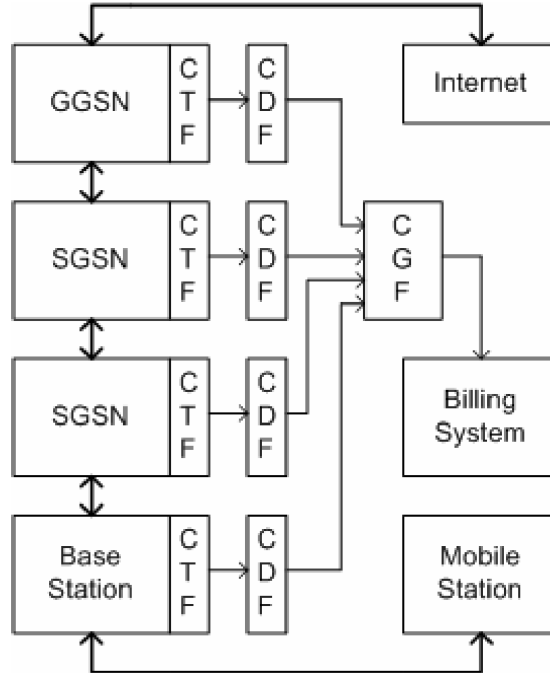 GGSN
C
T
F
C
D
F
Internet
SGSN
C
T
F
C
D
F
C
G
F
SGSN
C
T
F
C
D
F
Billing
System
Base
Station
C
T
F
C
D
F
Mobile
Station